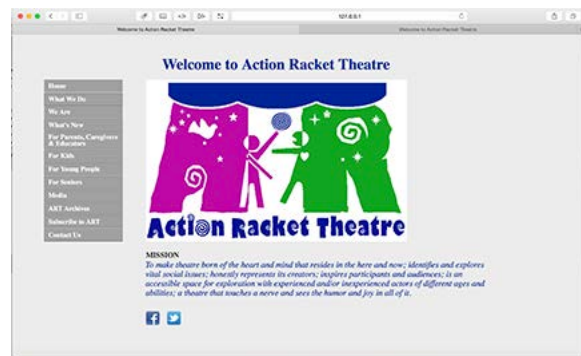 127.0.0.1
Welcome to Action Racket Theatre
Welcome to Action Racket Theatre
Welcome to Action Racket Theatre
Home
What We Do
We Are
What's New
For Parents, Caregivers
& Educators
For Kids
For Young People
For Seniors
Media
ART Archives
Subscribe to ART
Contact Us
Action Racket Theatre
MISSION
To make theatre born of the heart and mind that resides in the here and now; identifies and explores
vital social issues; honestly represents its creators; inspires participants and audiences; is an
accessible space for exploration with experienced and/or inexperienced actors of different ages and
abilities; a theatre that touches a nerve and sees the humor and joy in all of it.